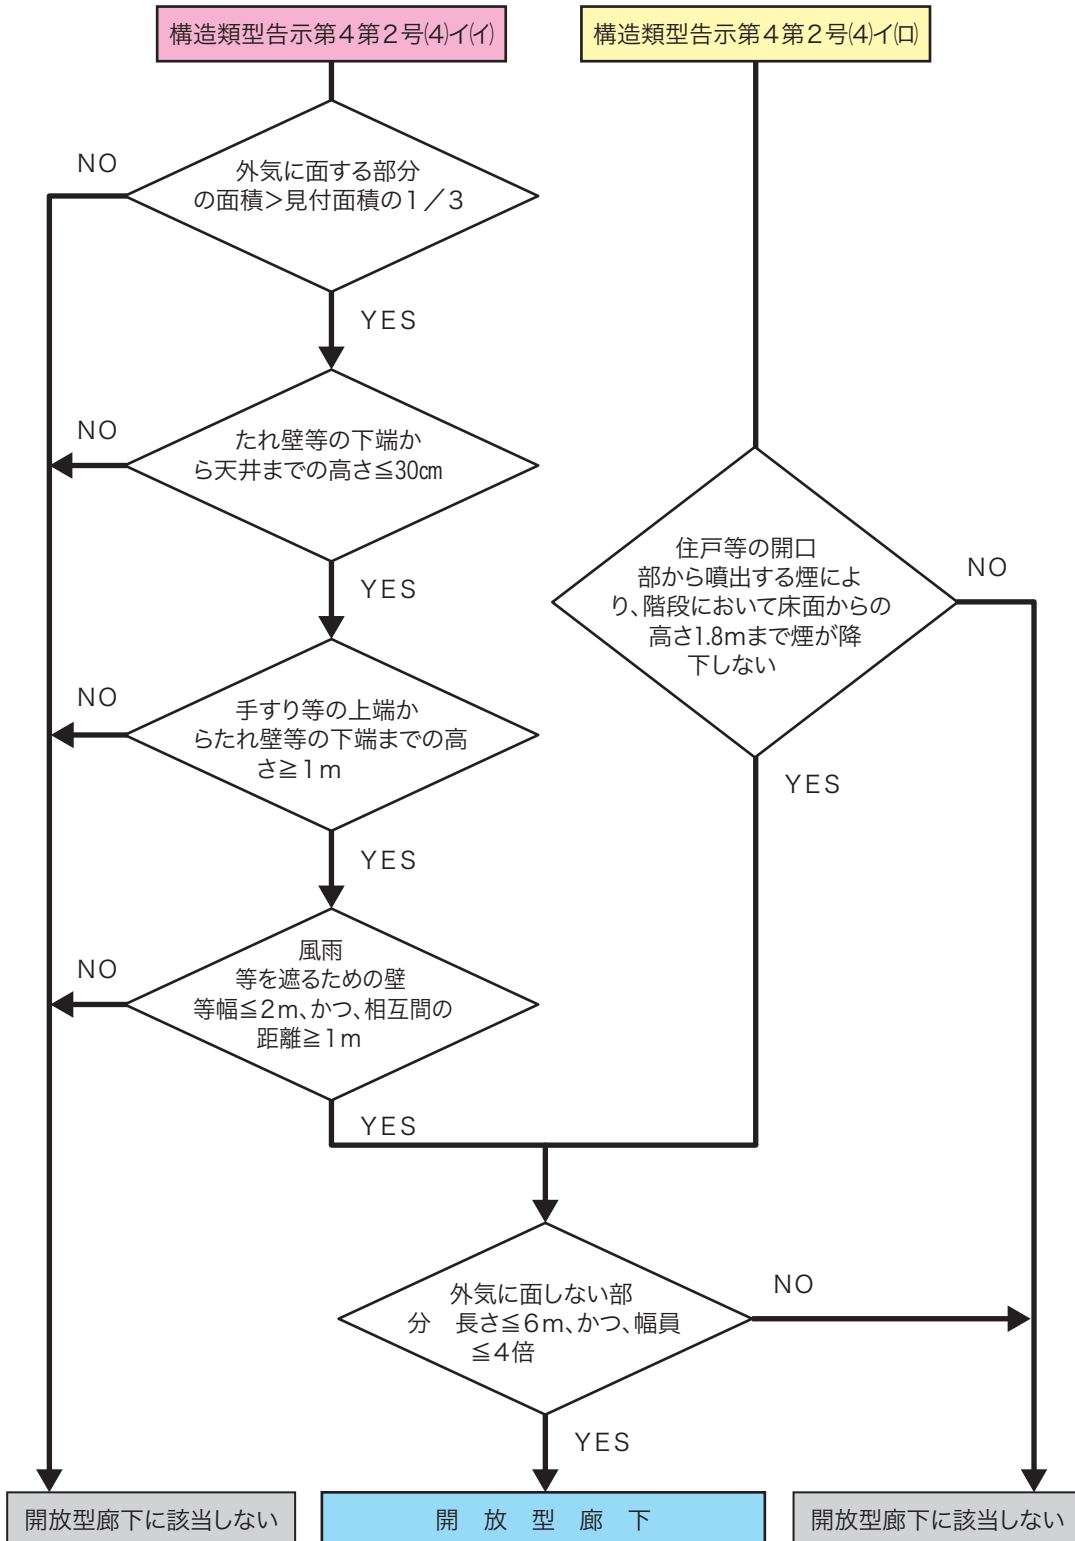 構造類型告示第４第２号⑷イ㈑
構造類型告示第４第２号⑷イ㈺
外気に面する部分
の面積＞見付面積の１／３
NO
YES
たれ壁等の下端か
ら天井までの高さ≦30㎝
NO
YES
手すり等の上端か
らたれ壁等の下端までの高
さ≧１ｍ
NO
YES
風雨
等を遮るための壁
等幅≦２ｍ、かつ、相互間の
距離≧１ｍ
NO
YES
住戸等の開口
部から噴出する煙によ
り、階段において床面からの
高さ1.8ｍまで煙が降
下しない
NO
YES
外気に面しない部
分　長さ≦６ｍ、かつ、幅員
≦４倍
NO
YES
開放型廊下に該当しない
開　放　型　廊　下
開放型廊下に該当しない